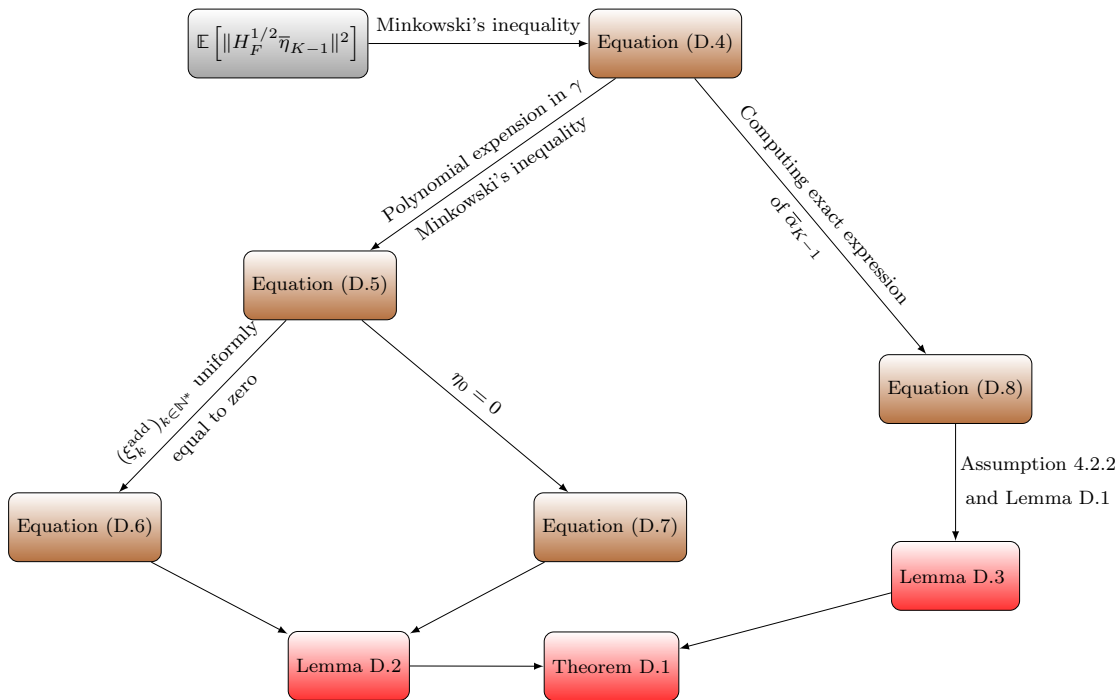 𝔼[‖H_F^{1/2} η̄_{K−1}‖²]
Minkowski's inequality
Equation (D.4)
Polynomial expension in γ
Minkowski's inequality
Computing exact expression
of ᾱ_{K−1}
Equation (D.5)
(ξ_k^{add})_{k∈ℕ*} uniformly
equal to zero
η₀ = 0
Equation (D.8)
Assumption 4.2.2
and Lemma D.1
Equation (D.6)
Equation (D.7)
Lemma D.3
Lemma D.2
Theorem D.1